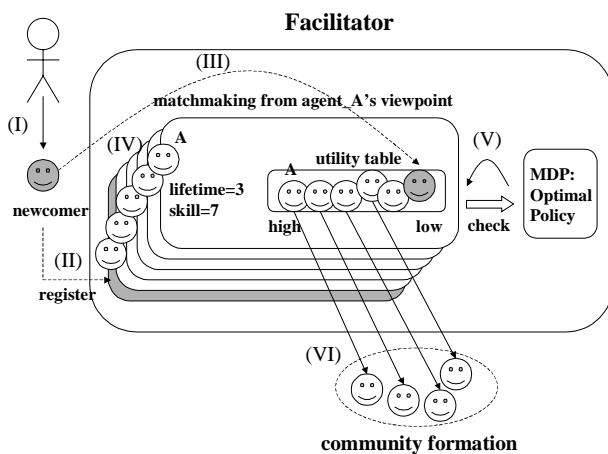 Facilitator
(III)
matchmaking from agent_A's viewpoint
(I)
(IV)
A
(V)
utility table
A
lifetime=3
skill=7
MDP:
Optimal
Policy
newcomer
high
low
check
(II)
register
(VI)
community formation